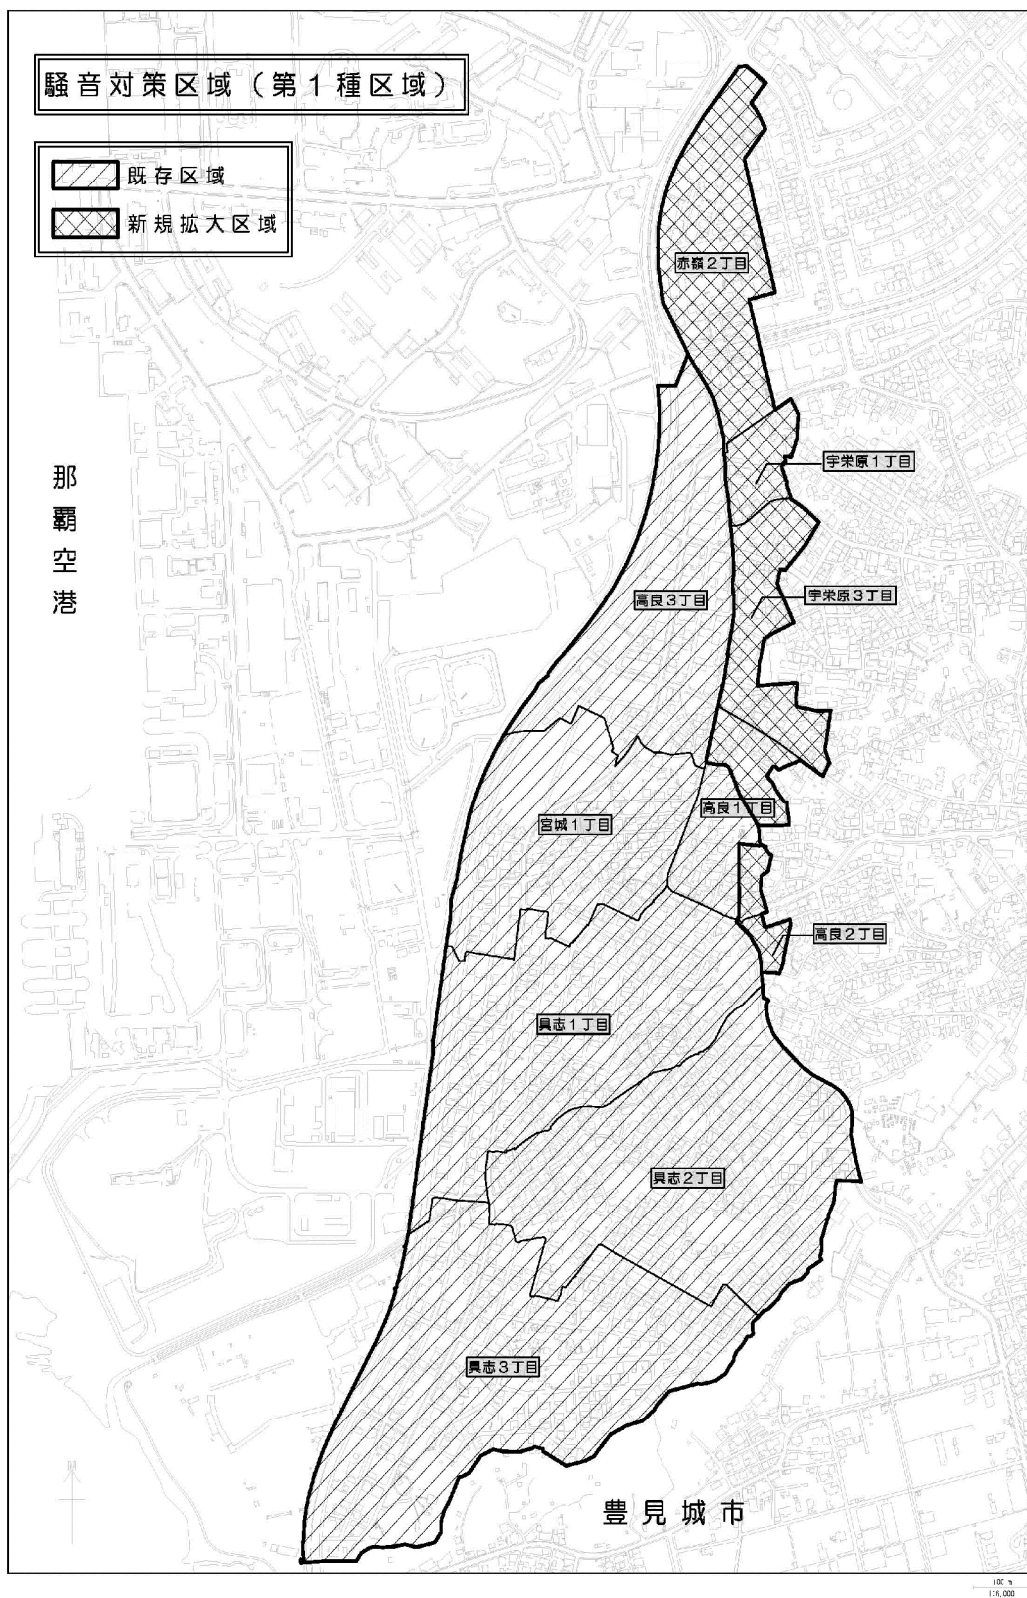 騒音対策区域（第１種区域）
既存区域
新規拡大区域
赤嶺２丁目
宇栄原１丁目
那覇空港
宇栄原３丁目
高良３丁目
高良１丁目
宮城１丁目
高良２丁目
具志１丁目
具志２丁目
具志３丁目
豊見城市
N
100 m
1:6,000